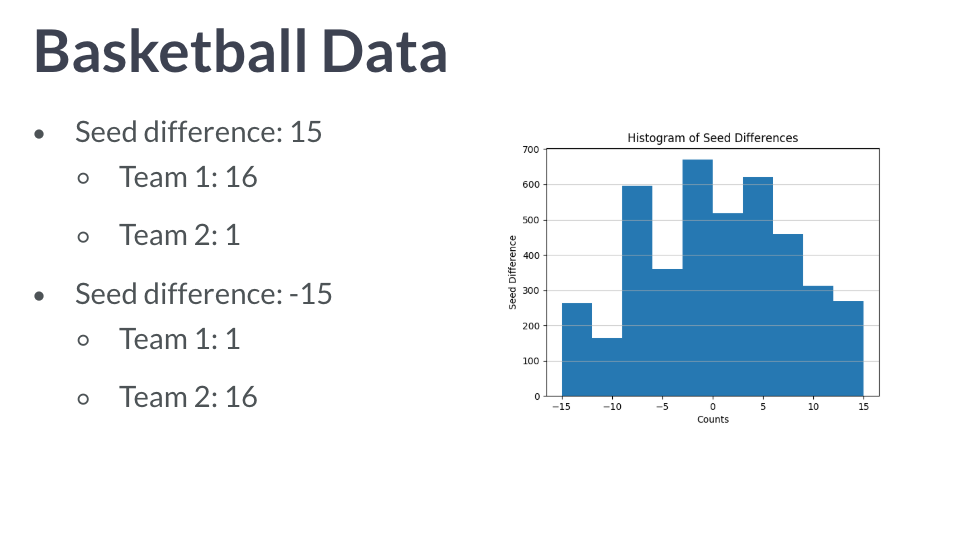 Basketball Data
• Seed difference: 15
○ Team 1: 16
○ Team 2: 1
• Seed difference: -15
○ Team 1: 1
○ Team 2: 16
Histogram of Seed Differences
700
600
500
400
300
200
100
0
Seed Difference
−15 −10 −5 0 5 10 15
Counts